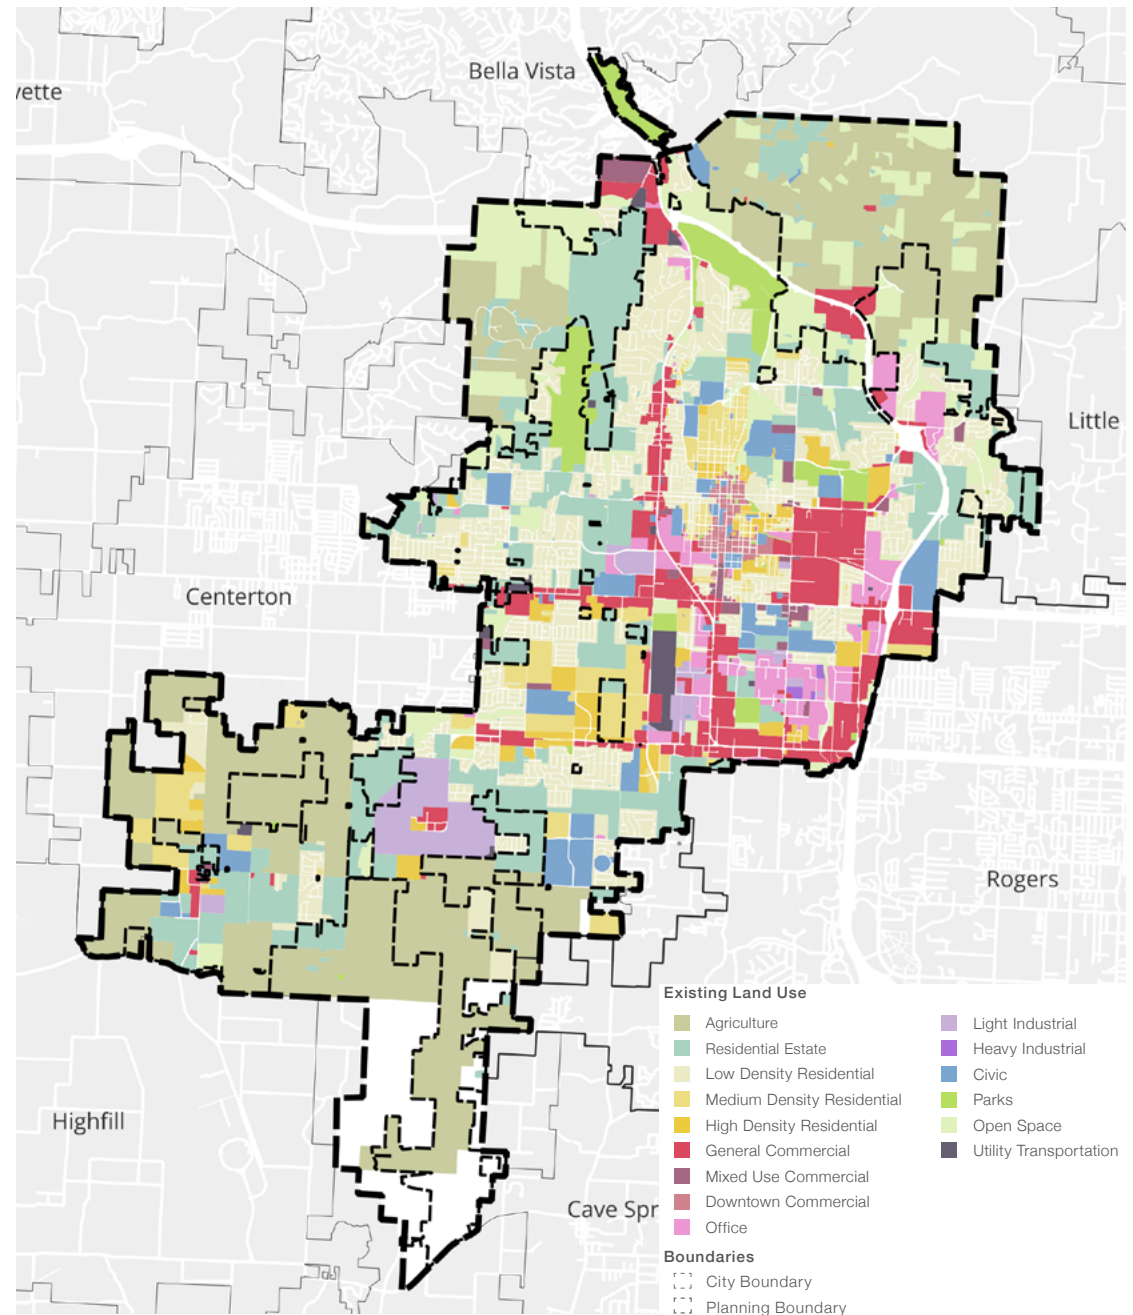 Bella Vista
vette
Little
Centerton
Rogers
Highfill
Cave Spr
Existing Land Use
Agriculture
Residential Estate
Low Density Residential
Medium Density Residential
High Density Residential
General Commercial
Mixed Use Commercial
Downtown Commercial
Office
Light Industrial
Heavy Industrial
Civic
Parks
Open Space
Utility Transportation
Boundaries
City Boundary
Planning Boundary